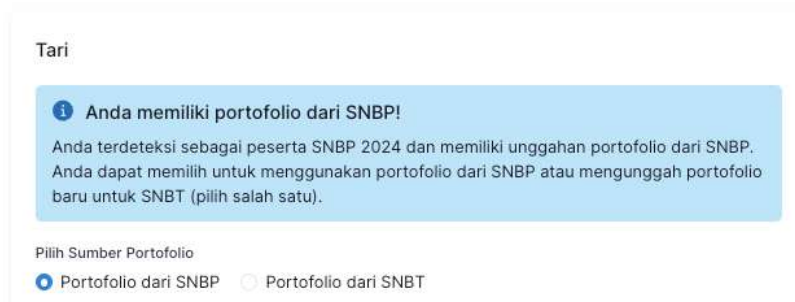 Tari
Anda memiliki portofolio dari SNBP!
Anda terdeteksi sebagai peserta SNBP 2024 dan memiliki unggahan portofolio dari SNBP.
Anda dapat memilih untuk menggunakan portofolio dari SNBP atau mengunggah portofolio
baru untuk SNBT (pilih salah satu).
Pilih Sumber Portofolio
Portofolio dari SNBP Portofolio dari SNBT